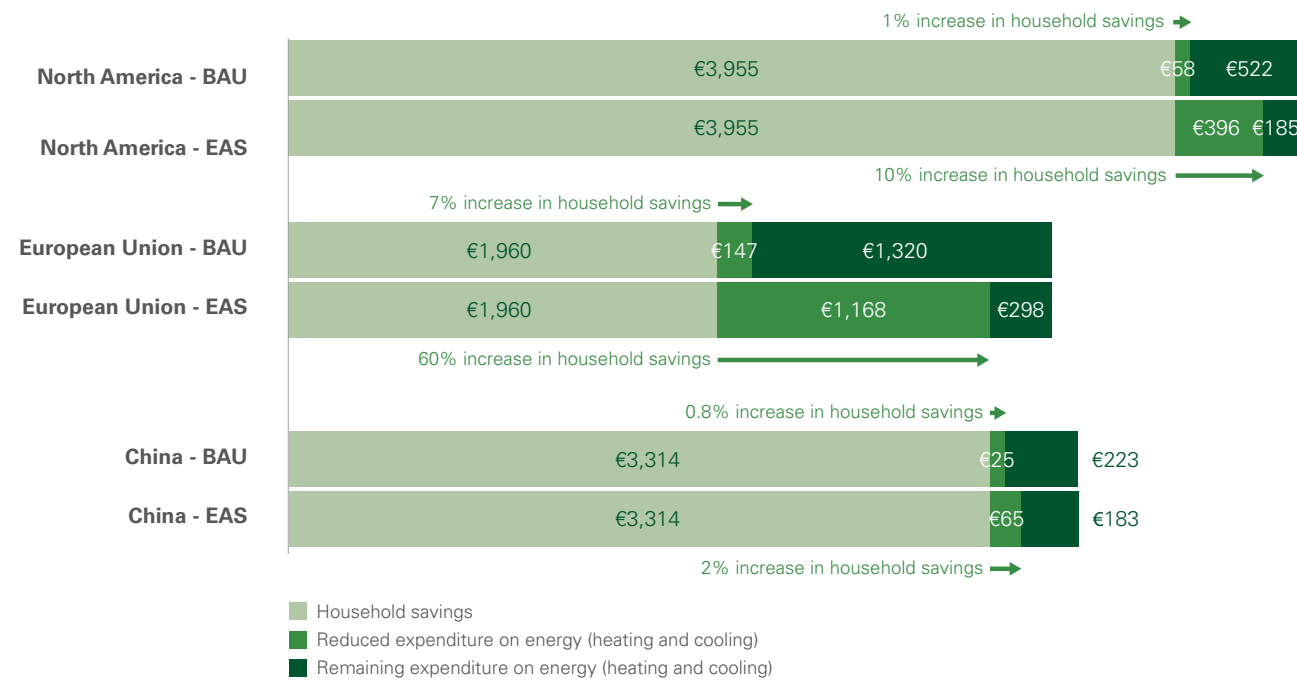 1% increase in household savings
North America - BAU
€3,955
€58
€522
North America - EAS
€3,955
€396
€185
10% increase in household savings
7% increase in household savings
European Union - BAU
€1,960
€147
€1,320
European Union - EAS
€1,960
€1,168
€298
60% increase in household savings
0.8% increase in household savings
China - BAU
€3,314
€25
€223
China - EAS
€3,314
€65
€183
2% increase in household savings
Household savings
Reduced expenditure on energy (heating and cooling)
Remaining expenditure on energy (heating and cooling)